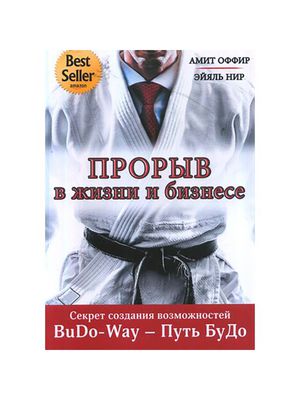 Best
Seller
amazon
АМИТ ОФФИР
ЭЙЯЛЬ НИР
ПРОРЫВ
в жизни и бизнесе
Секрет создания возможностей
BuDo-Way – Путь БуДо